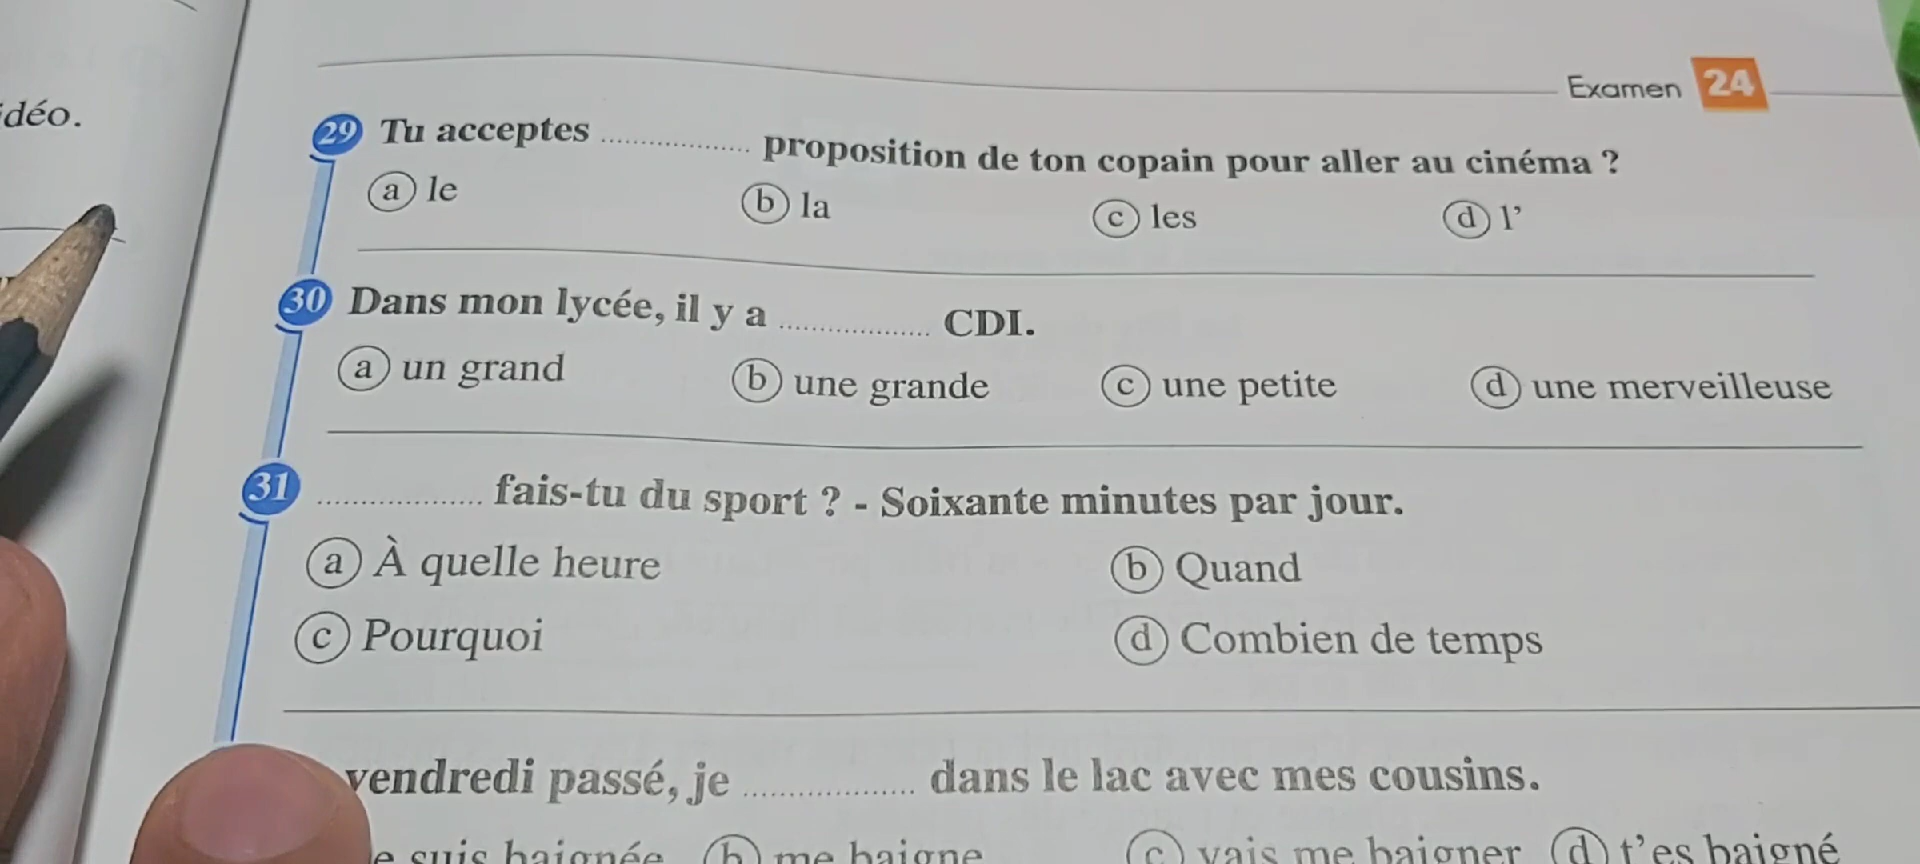 Examen 24
idéo.
29 Tu acceptes .................. proposition de ton copain pour aller au cinéma ?
a le b la c les d l’
30 Dans mon lycée, il y a .................. CDI.
a un grand b une grande c une petite d une merveilleuse
31 .................. fais-tu du sport ? - Soixante minutes par jour.
a À quelle heure b Quand
c Pourquoi d Combien de temps
vendredi passé, je .................. dans le lac avec mes cousins.
suis baignée b me baigne c vais me baigner d t’es baigné